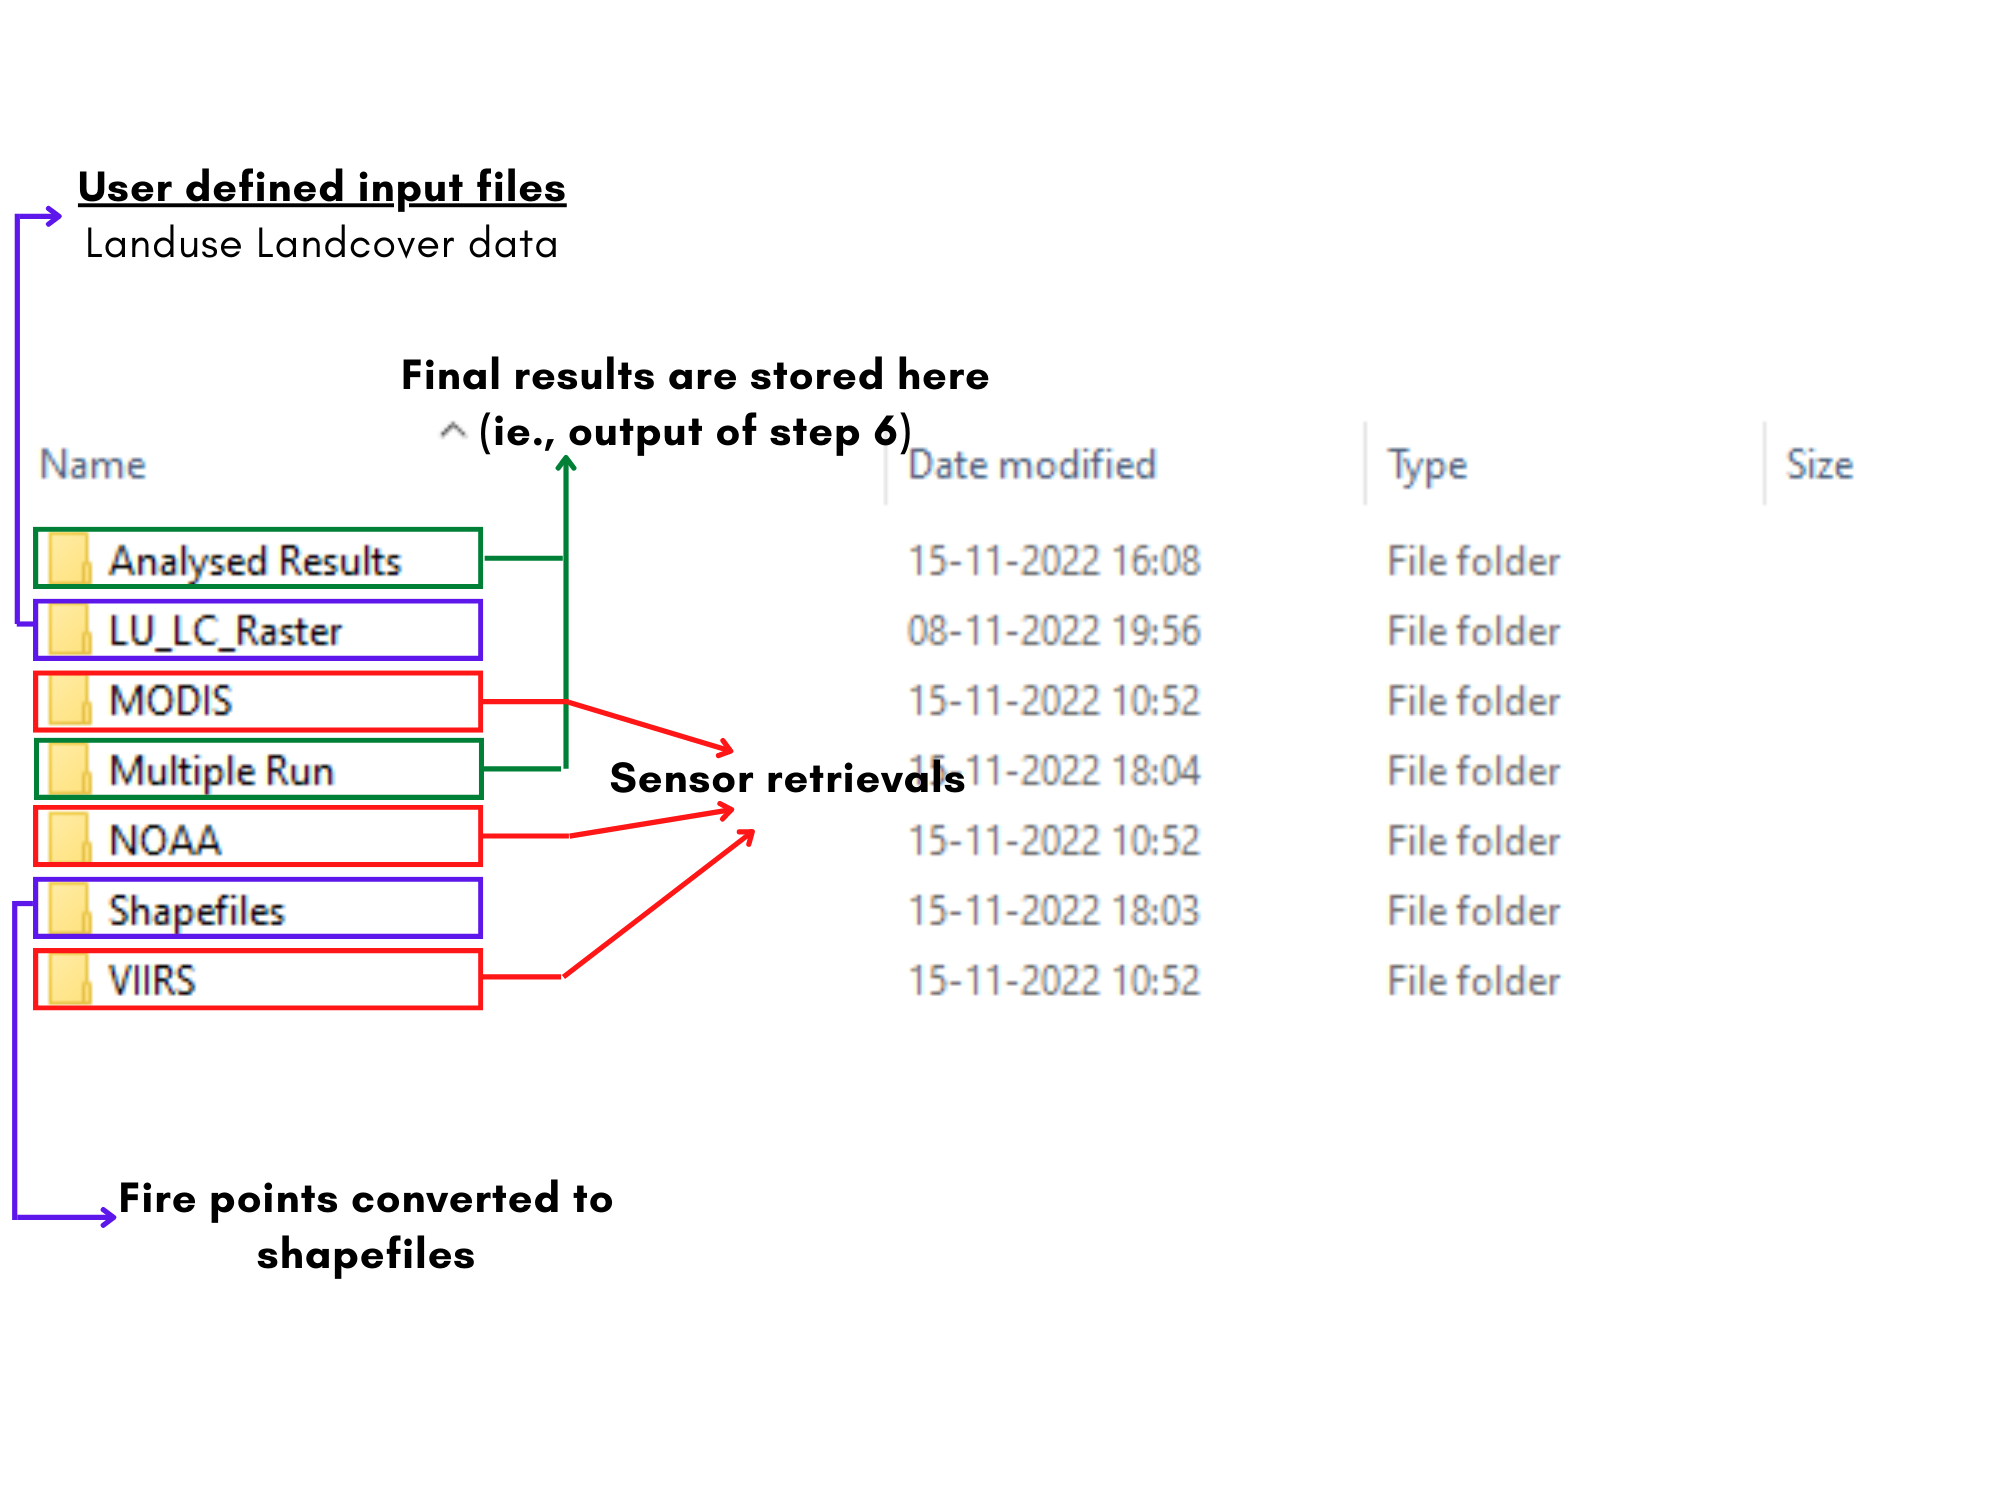 User defined input files
Landuse Landcover data
Final results are stored here
(ie., output of step 6)
Name Date modified Type Size
Analysed Results 15-11-2022 16:08 File folder
LU_LC_Raster 08-11-2022 19:56 File folder
MODIS 15-11-2022 10:52 File folder
Multiple Run 15-11-2022 18:04 File folder
Sensor retrievals
NOAA 15-11-2022 10:52 File folder
Shapefiles 15-11-2022 18:03 File folder
VIIRS 15-11-2022 10:52 File folder
Fire points converted to
shapefiles